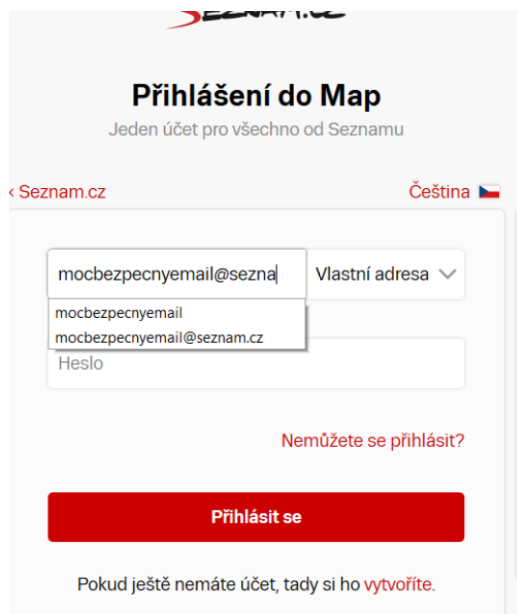 Přihlášení do Map
Jeden účet pro všechno od Seznamu
‹ Seznam.cz Čeština
mocbezpecnyemail@sezna Vlastní adresa
mocbezpecnyemail
mocbezpecnyemail@seznam.cz
Heslo
Nemůžete se přihlásit?
Přihlásit se
Pokud ještě nemáte účet, tady si ho vytvoříte.